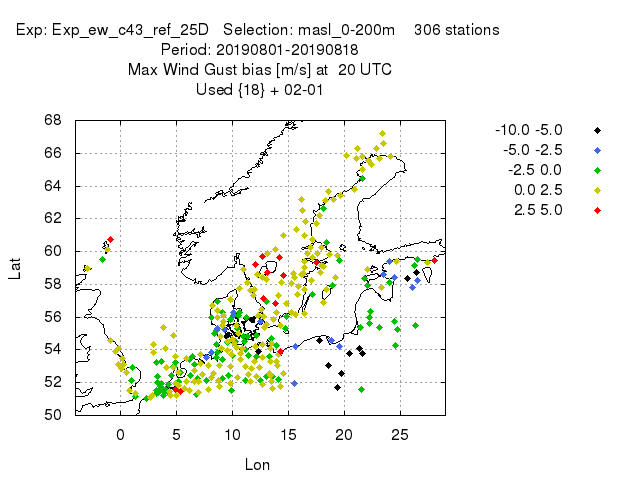 Exp: Exp_ew_c43_ref_25D   Selection: masl_0-200m    306 stations
Period: 20190801-20190818
Max Wind Gust bias [m/s] at  20 UTC
Used {18} + 02-01
68
66
64
62
60
58
56
54
52
50
Lat
0 5 10 15 20 25
Lon
-10.0 -5.0
-5.0 -2.5
-2.5 0.0
0.0 2.5
2.5 5.0